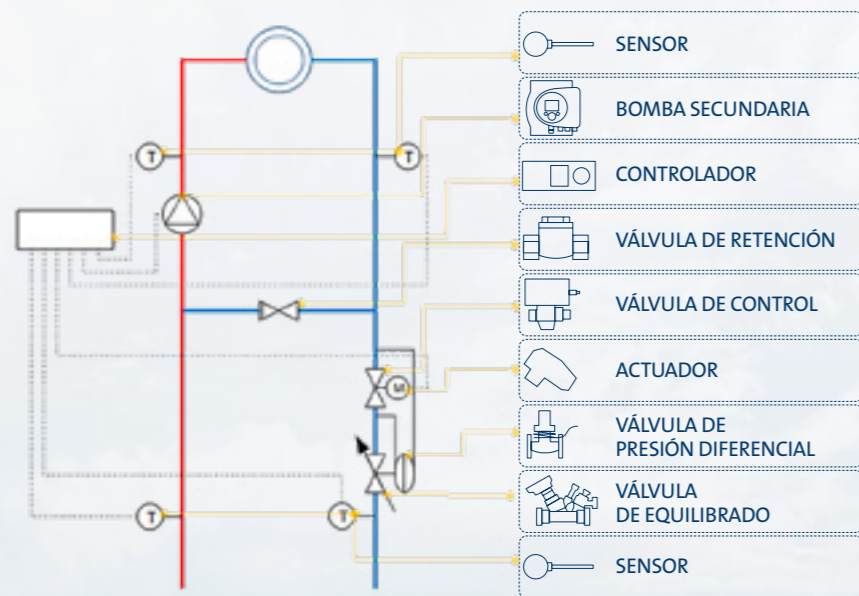 SENSOR
BOMBA SECUNDARIA
T
T
CONTROLADOR
VÁLVULA DE RETENCIÓN
VÁLVULA DE CONTROL
ACTUADOR
M
VÁLVULA DE
PRESIÓN DIFERENCIAL
VÁLVULA
DE EQUILIBRADO
T
T
SENSOR